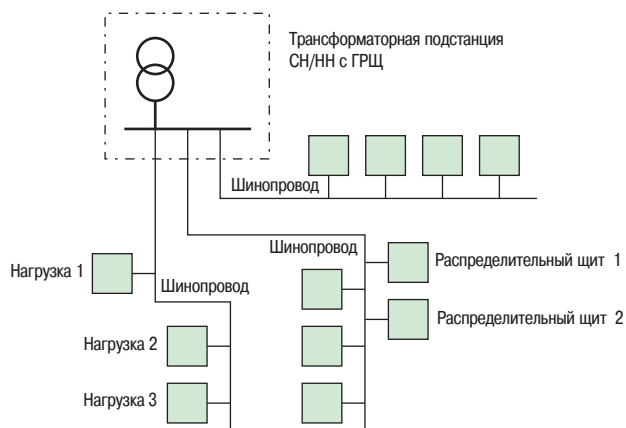 Трансформаторная подстанция
СН/НН с ГРЩ
Шинопровод
Шинопровод
Распределительный щит 1
Нагрузка 1
Шинопровод
Распределительный щит 2
Нагрузка 2
Нагрузка 3